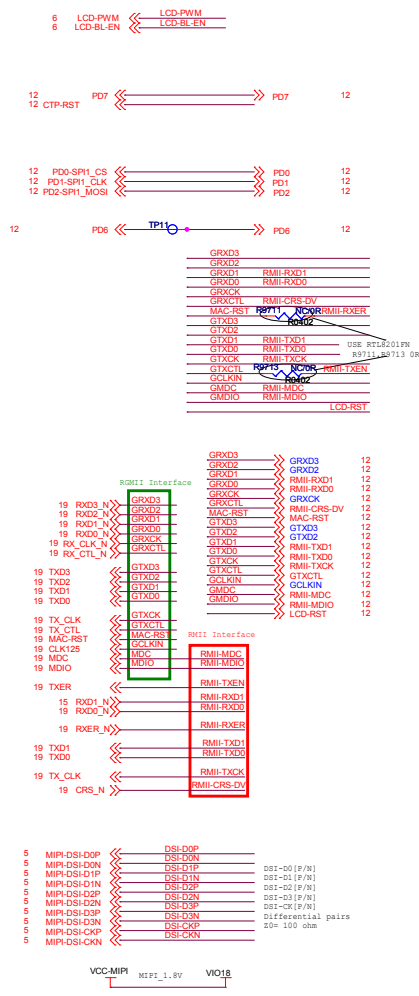 6 LCD-PWM LCD-PWM
6 LCD-BL-EN LCD-BL-EN
12 PD7 PD7 12
12 CTP-RST
12 PD0-SPI1_CS PD0 12
12 PD1-SPI1_CLK PD1 12
12 PD2-SPI1_MOSI PD2 12
12 PD6 TP11 PD6 12
GRXD3
GRXD2
GRXD1 RMII-RXD1
GRXD0 RMII-RXD0
GRXCK
GRXCTL RMII-CRS-DV
MAC-RST R9711 NC/0R RMII-RXER
GTXD3 R0402
GTXD2
GTXD1 RMII-TXD1 USE RTL8201FN
GTXD0 RMII-TXD0 R9711,R9713 0R
GTXCK RMII-TXCK
GTXCTL R9713 NC/0R RMII-TXEN
GCLKIN R0402
GMDC RMII-MDC
GMDIO RMII-MDIO
LCD-RST
GRXD3 GRXD3 12
GRXD2 GRXD2 12
GRXD1 RMII-RXD1 12
GRXD0 RMII-RXD0 12
GRXCK GRXCK 12
GRXCTL RMII-CRS-DV 12
MAC-RST MAC-RST 12
GTXD3 GTXD3 12
GTXD2 GTXD2 12
GTXD1 RMII-TXD1 12
GTXD0 RMII-TXD0 12
GTXCK RMII-TXCK 12
GTXCTL GTXCTL 12
GCLKIN GCLKIN 12
GMDC RMII-MDC 12
GMDIO RMII-MDIO 12
LCD-RST 12
RGMII Interface
19 RXD3_N GRXD3
19 RXD2_N GRXD2
19 RXD1_N GRXD1
19 RXD0_N GRXD0
19 RX_CLK_N GRXCK
19 RX_CTL_N GRXCTL
19 TXD3 GTXD3
19 TXD2 GTXD2
19 TXD1 GTXD1
19 TXD0 GTXD0
19 TX_CLK GTXCK
19 TX_CTL GTXCTL
19 MAC-RST MAC-RST
19 CLK125 GCLKIN
RMII Interface
19 MDC MDC RMII-MDC
19 MDIO MDIO RMII-MDIO
19 TXER RMII-TXEN
15 RXD1_N RMII-RXD1
19 RXD0_N RMII-RXD0
19 RXER_N RMII-RXER
19 TXD1 RMII-TXD1
19 TXD0 RMII-TXD0
19 TX_CLK RMII-TXCK
19 CRS_N RMII-CRS-DV
5 MIPI-DSI-D0P DSI-D0P
5 MIPI-DSI-D0N DSI-D0N
5 MIPI-DSI-D1P DSI-D1P DSI-D0[P/N]
5 MIPI-DSI-D1N DSI-D1N DSI-D1[P/N]
5 MIPI-DSI-D2P DSI-D2P DSI-D2[P/N]
5 MIPI-DSI-D2N DSI-D2N DSI-D3[P/N]
5 MIPI-DSI-D3P DSI-D3P DSI-CK[P/N]
5 MIPI-DSI-D3N DSI-D3N Differential pairs
5 MIPI-DSI-CKP DSI-CKP Z0= 100 ohm
5 MIPI-DSI-CKN DSI-CKN
VCC-MIPI MIPI_1.8V VIO18